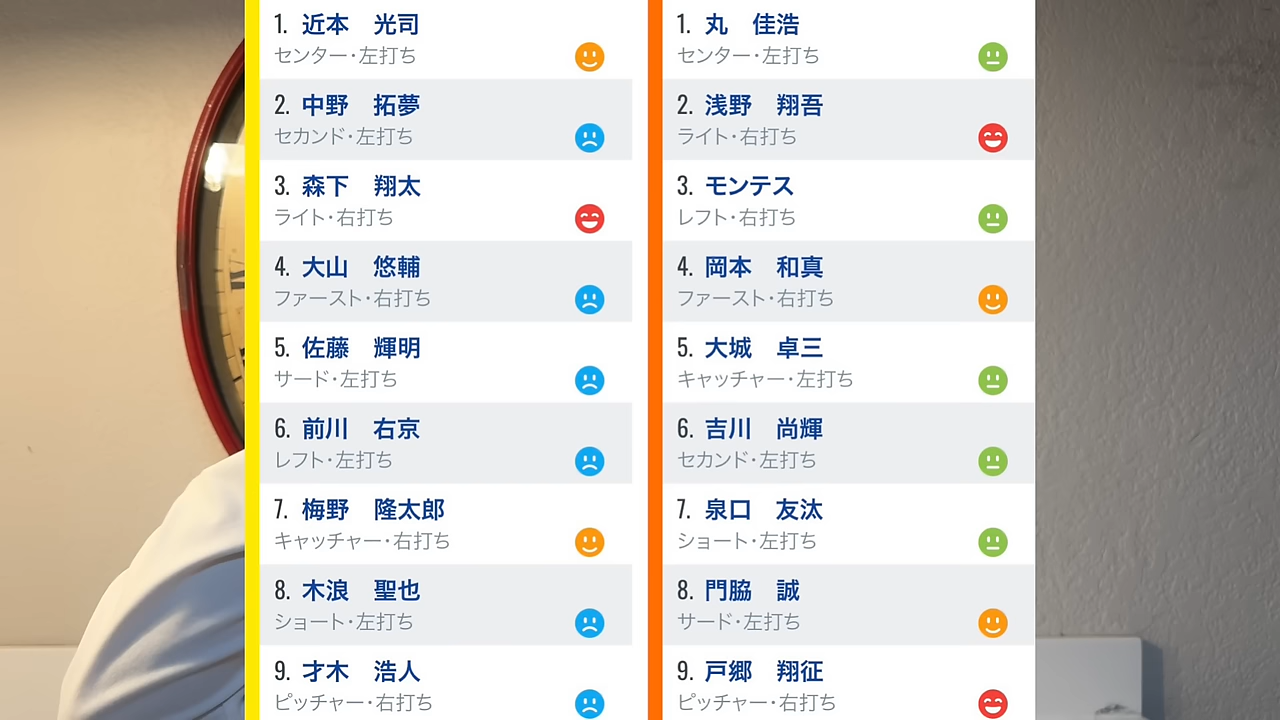 1. 近本　光司
センター・左打ち
2. 中野　拓夢
セカンド・左打ち
3. 森下　翔太
ライト・右打ち
4. 大山　悠輔
ファースト・右打ち
5. 佐藤　輝明
サード・左打ち
6. 前川　右京
レフト・左打ち
7. 梅野　隆太郎
キャッチャー・右打ち
8. 木浪　聖也
ショート・左打ち
9. 才木　浩人
ピッチャー・右打ち
1. 丸　佳浩
センター・左打ち
2. 浅野　翔吾
ライト・右打ち
3. モンテス
レフト・右打ち
4. 岡本　和真
ファースト・右打ち
5. 大城　卓三
キャッチャー・左打ち
6. 吉川　尚輝
セカンド・左打ち
7. 泉口　友汰
ショート・左打ち
8. 門脇　誠
サード・左打ち
9. 戸郷　翔征
ピッチャー・右打ち